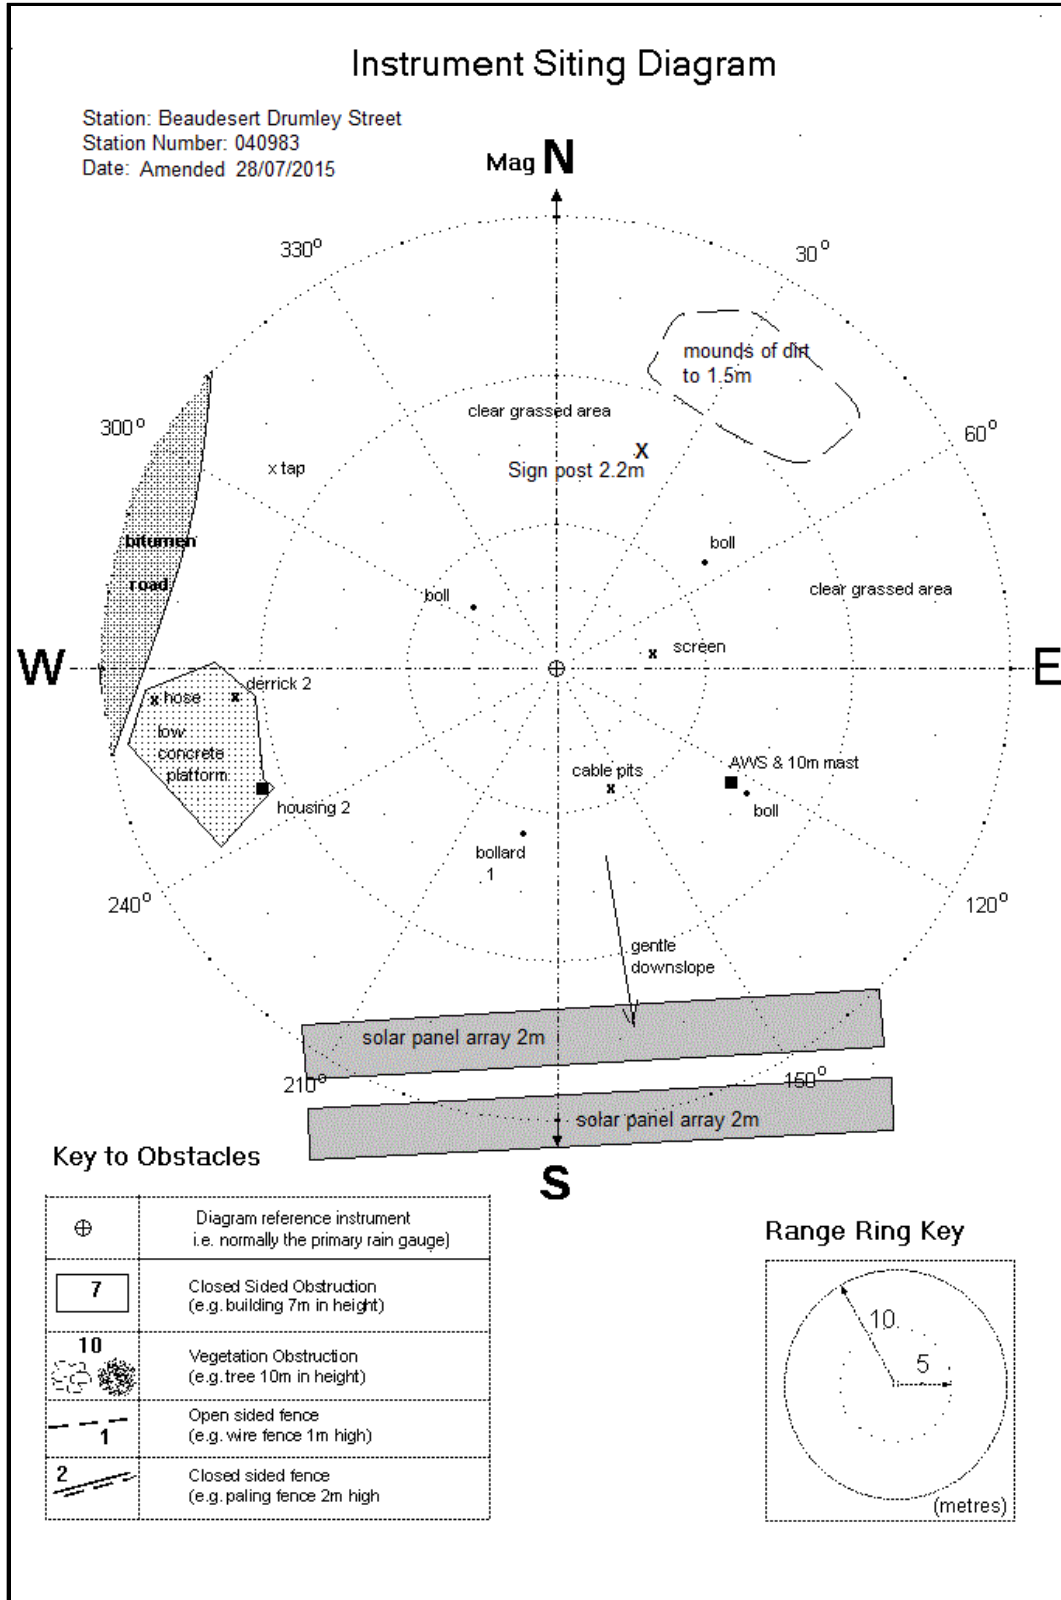 Instrument Siting Diagram
Station: Beaudesert Drumley Street
Station Number: 040983
Date: Amended 28/07/2015
Mag N
330°
30°
mounds of dirt
to 1.5m
300°
clear grassed area
60°
x tap
X
Sign post 2.2m
bitumen
road
boll
boll
clear grassed area
screen
x
W
E
x hose
x
derrick 2
low
concrete
platform
housing 2
cable pits
x
AWS & 10m mast
boll
bollard
1
240°
120°
gentle
downslope
solar panel array 2m
210°
150°
solar panel array 2m
S
Key to Obstacles
Diagram reference instrument
i.e. normally the primary rain gauge)
7
Closed Sided Obstruction
(e.g. building 7m in height)
10
Vegetation Obstruction
(e.g. tree 10m in height)
1
Open sided fence
(e.g. wire fence 1m high)
2
Closed sided fence
(e.g. paling fence 2m high
Range Ring Key
10
5
(metres)